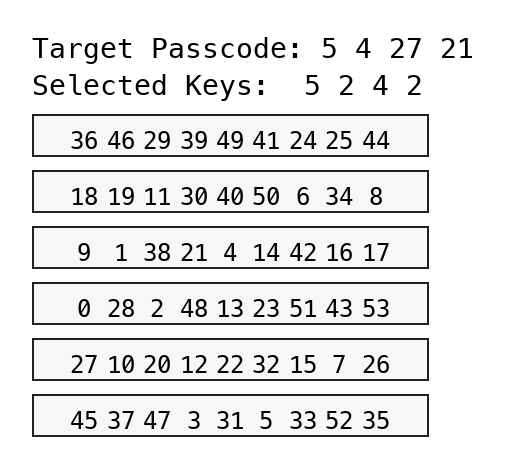 Target Passcode: 5 4 27 21
Selected Keys: 5 2 4 2
36 46 29 39 49 41 24 25 44
18 19 11 30 40 50 6 34 8
9 1 38 21 4 14 42 16 17
0 28 2 48 13 23 51 43 53
27 10 20 12 22 32 15 7 26
45 37 47 3 31 5 33 52 35